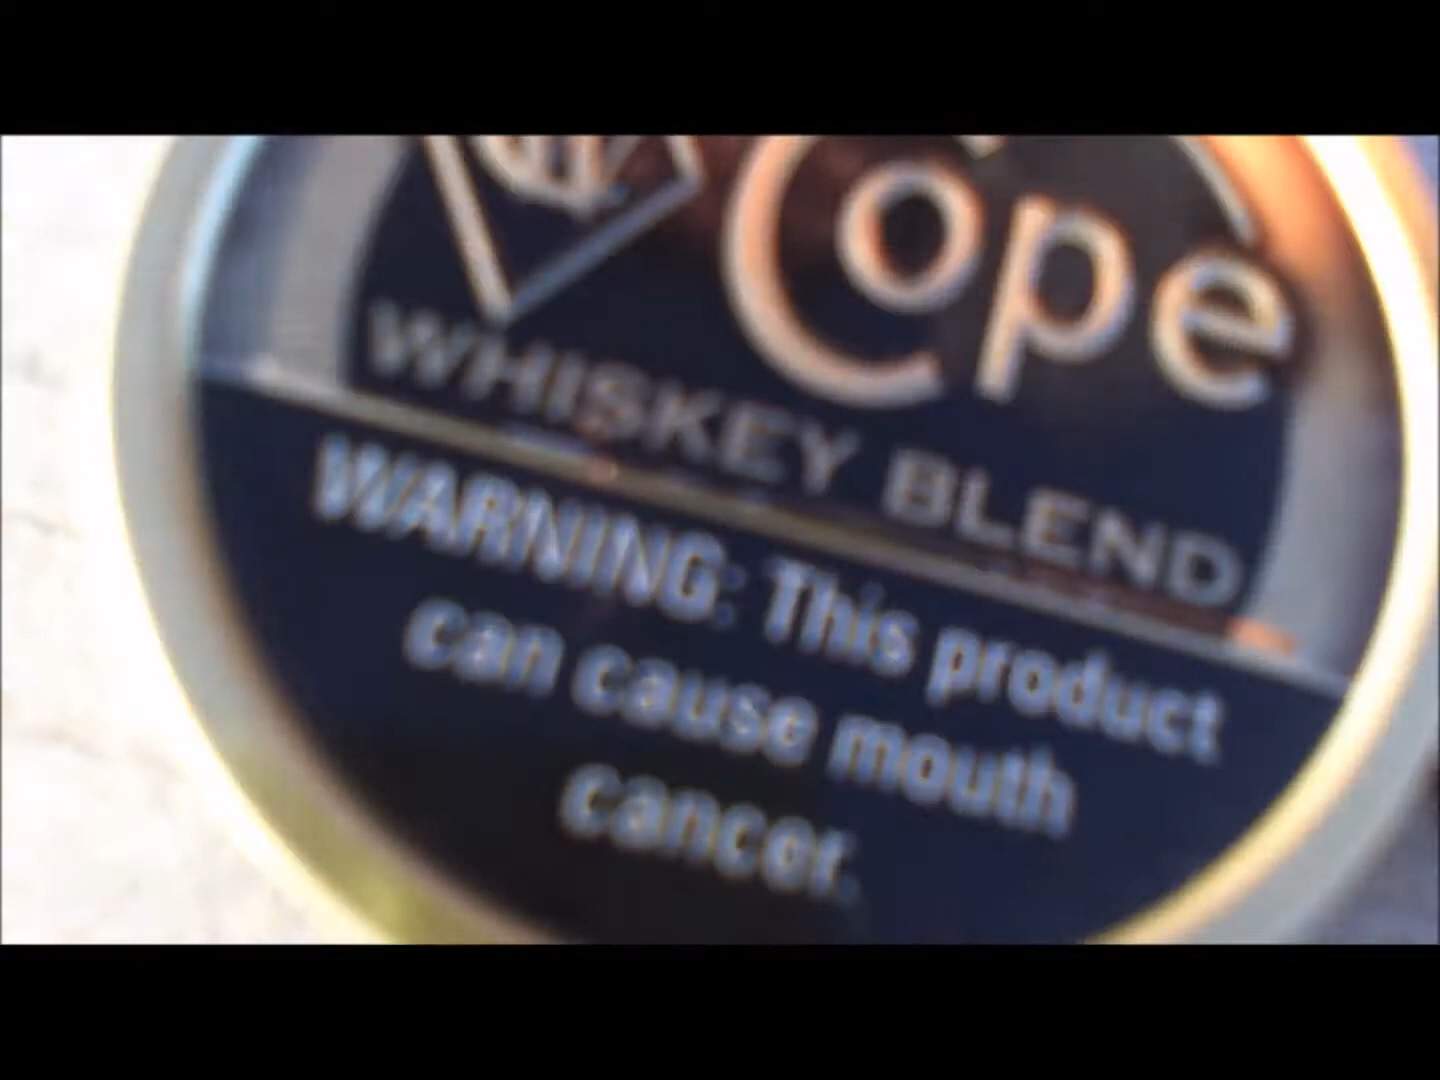 Cope
WHISKEY BLEND
WARNING: This product
can cause mouth
cancer.